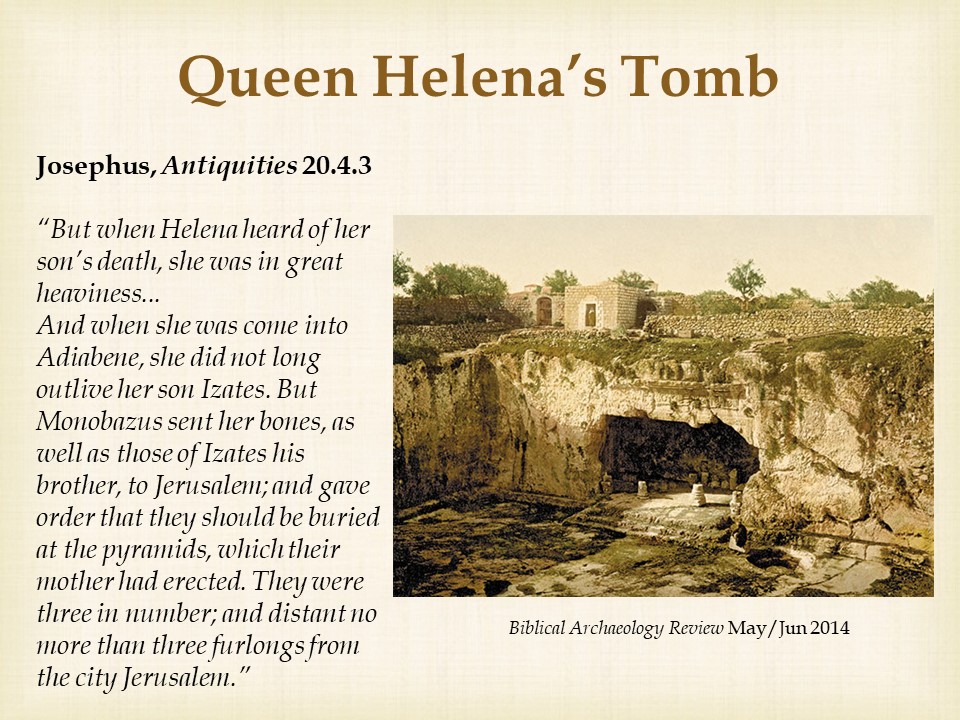 Queen Helena’s Tomb
Josephus, Antiquities 20.4.3
“But when Helena heard of her
son’s death, she was in great
heaviness...
And when she was come into
Adiabene, she did not long
outlive her son Izates. But
Monobazus sent her bones, as
well as those of Izates his
brother, to Jerusalem; and gave
order that they should be buried
at the pyramids, which their
mother had erected. They were
three in number; and distant no
more than three furlongs from
the city Jerusalem.”
Biblical Archaeology Review May/Jun 2014